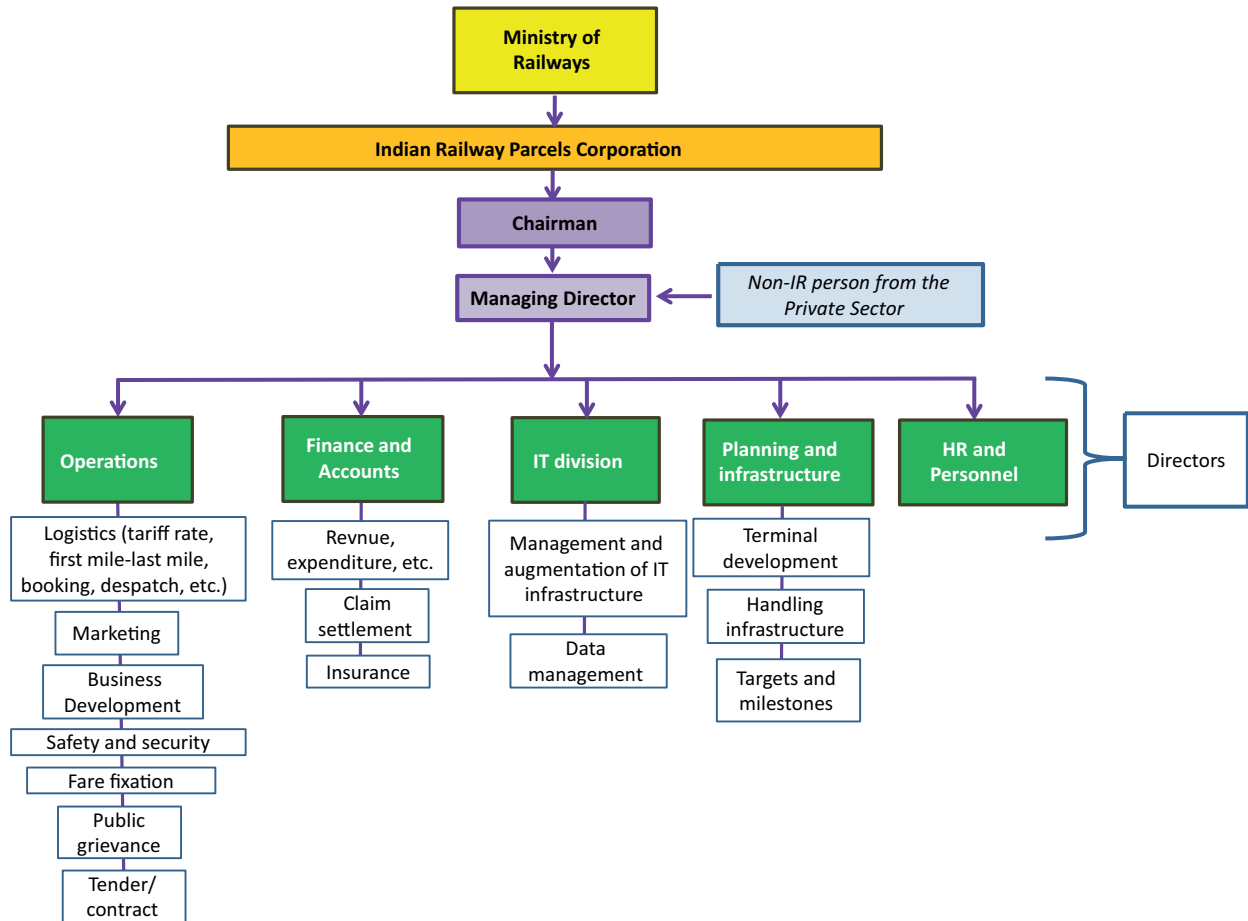 Ministry of
Railways
Indian Railway Parcels Corporation
Chairman
Managing Director
Non-IR person from the
Private Sector
Operations
Finance and
Accounts
IT division
Planning and
infrastructure
HR and
Personnel
Directors
Logistics (tariff rate,
first mile-last mile,
booking, despatch, etc.)
Marketing
Business
Development
Safety and security
Fare fixation
Public
grievance
Tender/
contract
Revnue,
expenditure, etc.
Claim
settlement
Insurance
Management and
augmentation of IT
infrastructure
Data
management
Terminal
development
Handling
infrastructure
Targets and
milestones